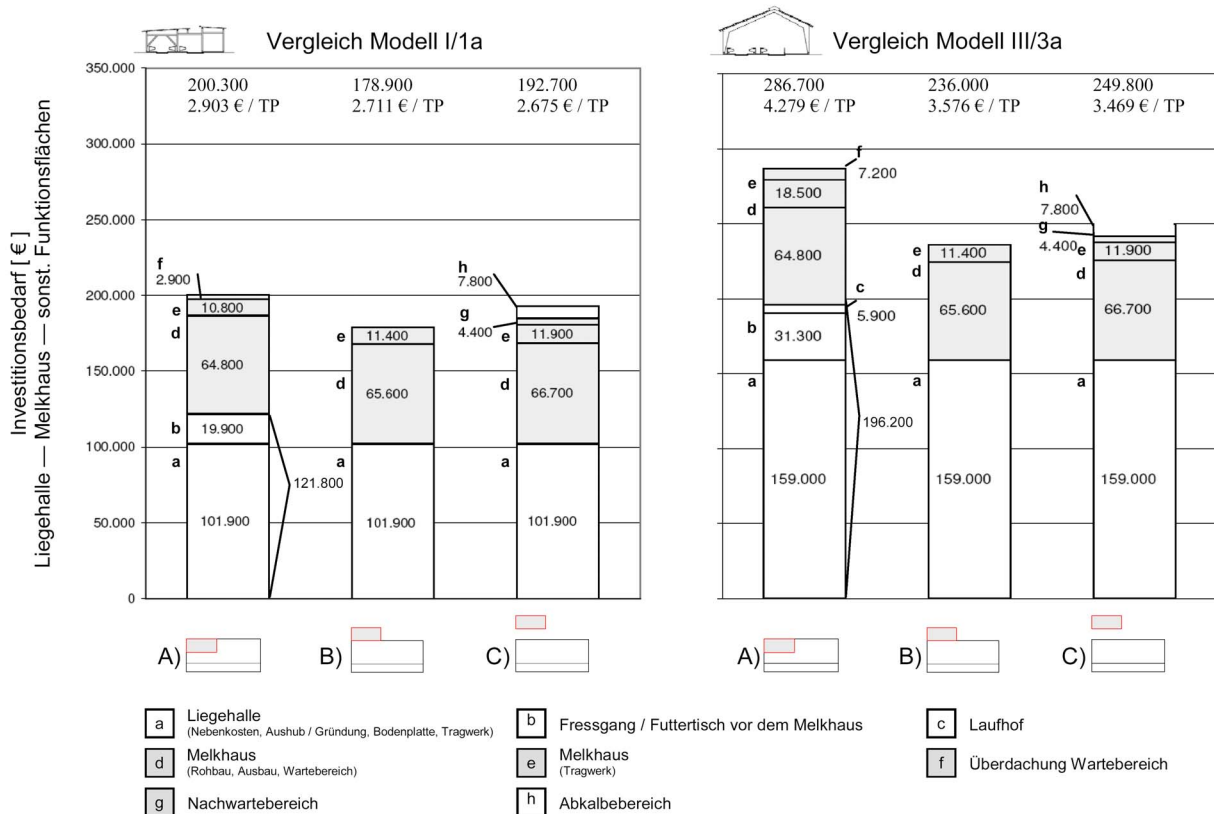 Vergleich Modell I/1a
Vergleich Modell III/3a
Investitionsbedarf [ € ]
Liegehalle — Melkhaus — sonst. Funktionsflächen
350.000
300.000
250.000
200.000
150.000
100.000
50.000
0
200.300
2.903 € / TP
178.900
2.711 € / TP
192.700
2.675 € / TP
f
2.900
e
10.800
d
64.800
b
19.900
a
101.900
121.800
e
11.400
d
65.600
a
101.900
h
7.800
g
4.400
e
11.900
d
66.700
a
101.900
A)
B)
C)
286.700
4.279 € / TP
236.000
3.576 € / TP
249.800
3.469 € / TP
f
7.200
e
18.500
d
64.800
c
5.900
b
31.300
a
159.000
196.200
e
11.400
d
65.600
a
159.000
h
7.800
g
4.400
e
11.900
d
66.700
a
159.000
A)
B)
C)
a Liegehalle
(Nebenkosten, Aushub / Gründung, Bodenplatte, Tragwerk)
b Fressgang / Futtertisch vor dem Melkhaus
c Laufhof
d Melkhaus
(Rohbau, Ausbau, Wartebereich)
e Melkhaus
(Tragwerk)
f Überdachung Wartebereich
g Nachwartebereich
h Abkalbebereich